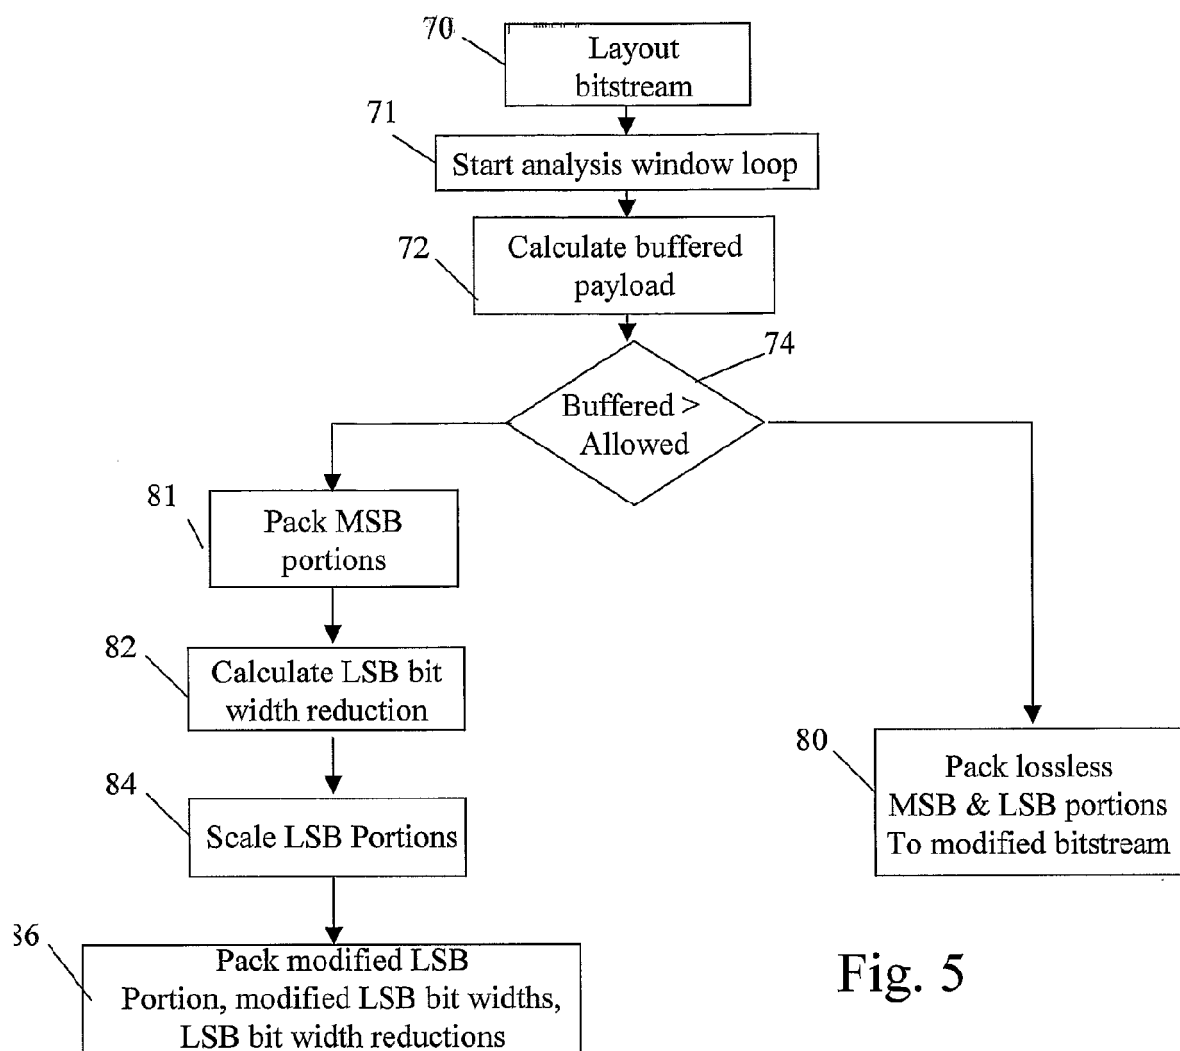 70
Layout
bitstream
71
Start analysis window loop
72
Calculate buffered
payload
74
Buffered >
Allowed
81
Pack MSB
portions
82
Calculate LSB bit
width reduction
84
Scale LSB Portions
80
Pack lossless
MSB & LSB portions
To modified bitstream
36
Pack modified LSB
Portion, modified LSB bit widths,
LSB bit width reductions
Fig. 5